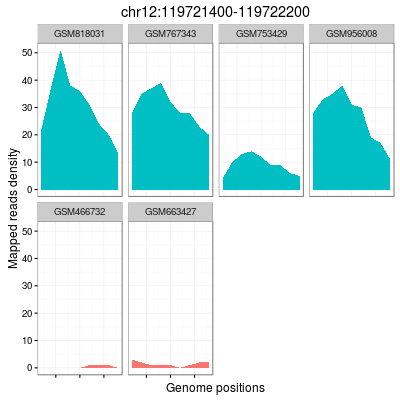 chr12:119721400-119722200
GSM818031 GSM767343 GSM753429 GSM956008
50
40
30
20
10
0
Mapped reads density
GSM466732 GSM663427
50
40
30
20
10
0
Genome positions